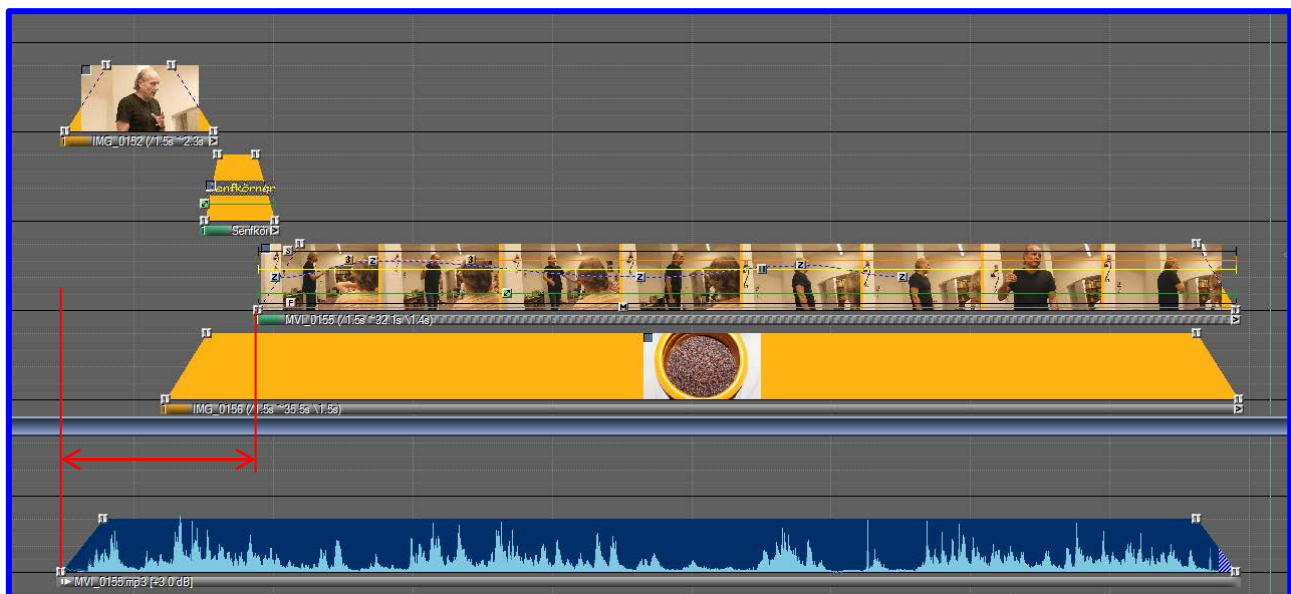 IMG_0152 (/1.5s ~2.3s
Senfkörner
Senfkör
MVI_0155 (/1.5s ~32.1s \1.4s)
IMG_0156 (/1.5s ~35.5s \1.5s)
MVI_0155.mp3 [+3.0 dB]